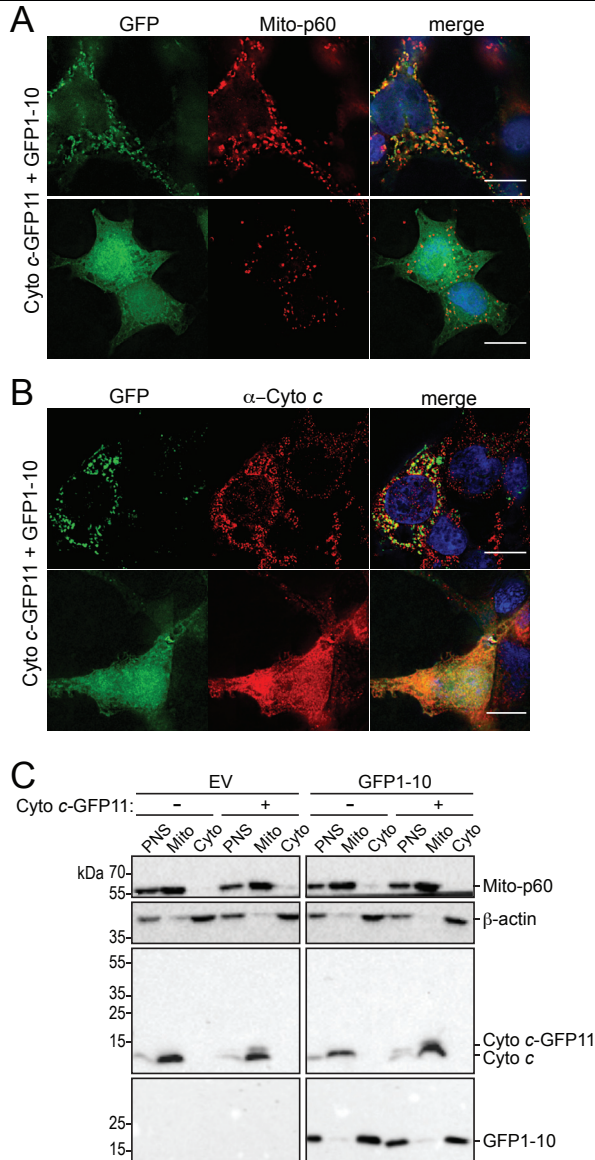 A
GFP Mito-p60 merge
Cyto c-GFP11 + GFP1-10
B
GFP α–Cyto c merge
Cyto c-GFP11 + GFP1-10
C
EV GFP1-10
Cyto c-GFP11: - + - +
PNS Mito Cyto PNS Mito Cyto PNS Mito Cyto PNS Mito Cyto
kDa 70
55
Mito-p60
β-actin
35
55
35
25
15
Cyto c-GFP11
Cyto c
25
15
GFP1-10